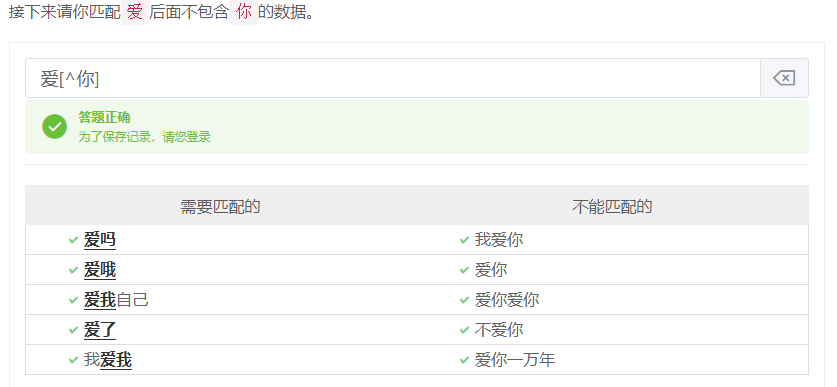 接下来请你匹配 爱 后面不包含 你 的数据。
爱[^你]
答题正确
为了保存记录，请您登录
需要匹配的 不能匹配的
爱吗 我爱你
爱哦 爱你
爱我自己 爱你爱你
爱了 不爱你
我爱我 爱你一万年